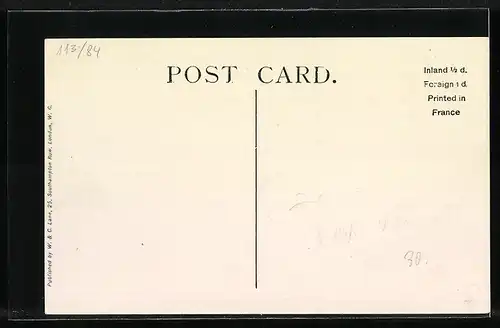 113/84
POST CARD.
Inland ½ d.
Foreign 1 d.
Printed in
France
Published by W. & C. Lane, 25, Southampton Row, London, W. C.
30.